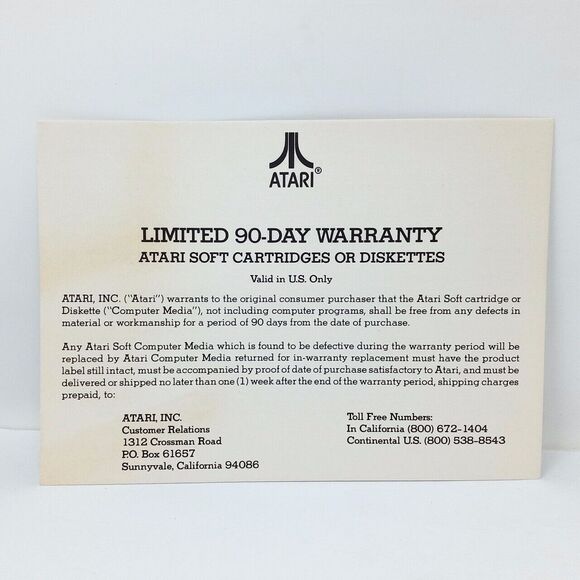 ATARI®
LIMITED 90-DAY WARRANTY
ATARI SOFT CARTRIDGES OR DISKETTES
Valid in U.S. Only
ATARI, INC. ("Atari") warrants to the original consumer purchaser that the Atari Soft cartridge or
Diskette ("Computer Media"), not including computer programs, shall be free from any defects in
material or workmanship for a period of 90 days from the date of purchase.
Any Atari Soft Computer Media which is found to be defective during the warranty period will be
replaced by Atari Computer Media returned for in-warranty replacement must have the product
label still intact, must be accompanied by proof of date of purchase satisfactory to Atari, and must be
delivered or shipped no later than one (1) week after the end of the warranty period, shipping charges
prepaid, to:
ATARI, INC.
Customer Relations
1312 Crossman Road
P.O. Box 61657
Sunnyvale, California 94086
Toll Free Numbers:
In California (800) 672-1404
Continental U.S. (800) 538-8543